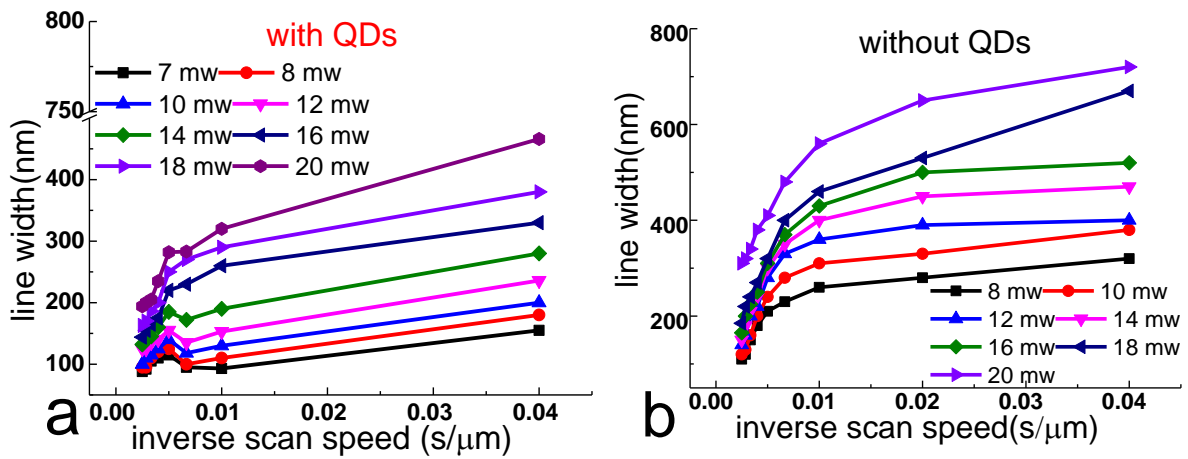 a
with QDs
7 mw 8 mw
10 mw 12 mw
14 mw 16 mw
18 mw 20 mw
800
750
400
300
200
100
line width(nm)
0.00 0.01 0.02 0.03 0.04
inverse scan speed (s/μm)
b
without QDs
8 mw 10 mw
12 mw 14 mw
16 mw 18 mw
20 mw
800
600
400
200
line width(nm)
0.00 0.01 0.02 0.03 0.04
inverse scan speed(s/μm)